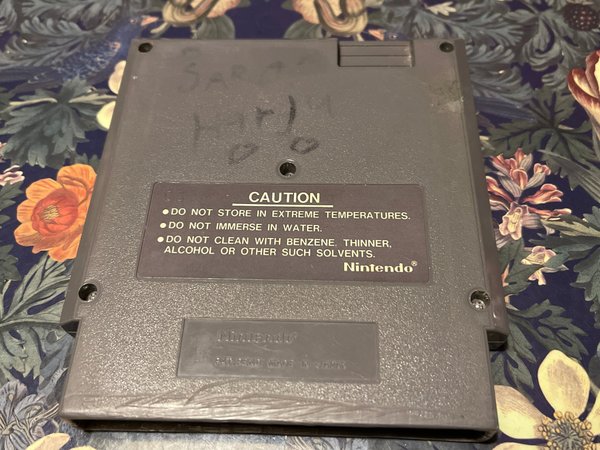 CAUTION
● DO NOT STORE IN EXTREME TEMPERATURES.
● DO NOT IMMERSE IN WATER.
● DO NOT CLEAN WITH BENZENE, THINNER,
ALCOHOL OR OTHER SUCH SOLVENTS.
Nintendo®
Nintendo®